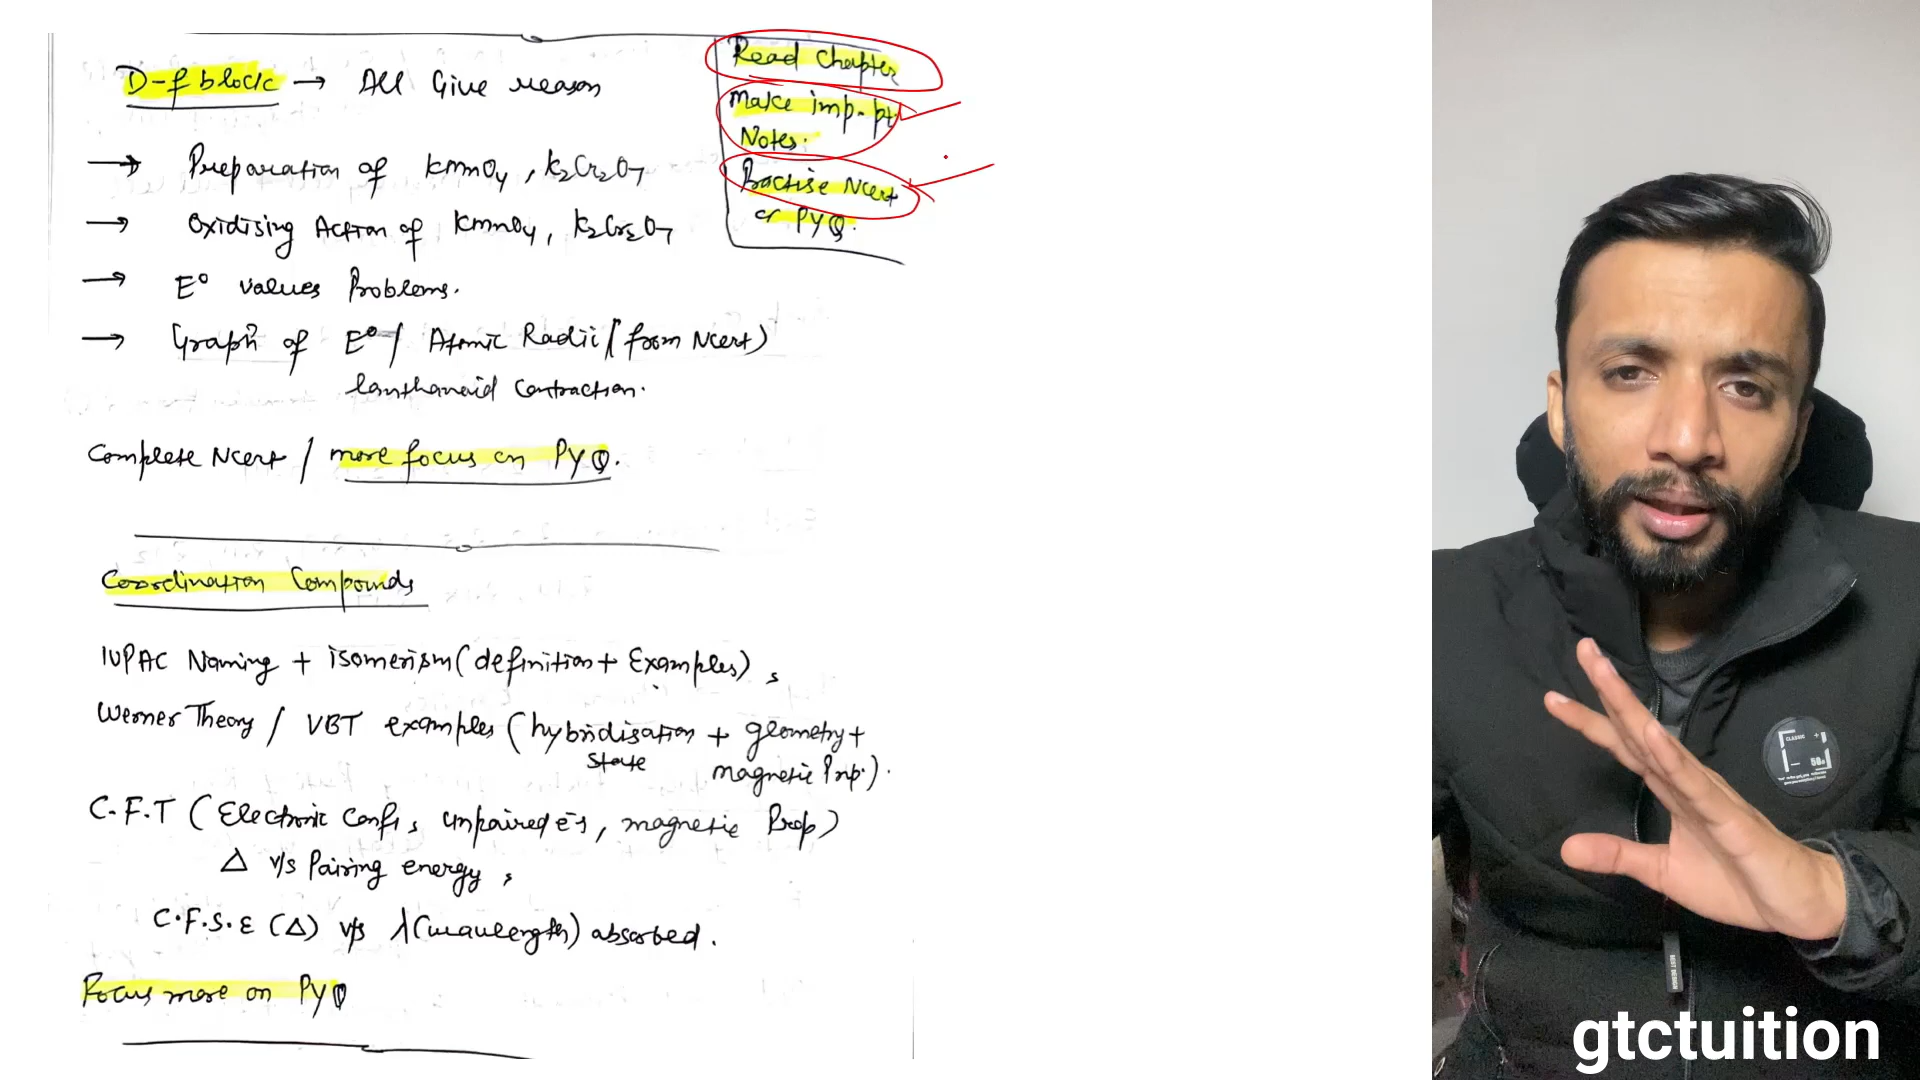 D-f block → All Give reason
→ Preparation of KMnO4, K2Cr2O7
→ Oxidising Action of KMnO4, K2Cr2O7
→ E° values Problems.
→ Graph of E° / Atomic Radii / (from Ncert)
lanthanoid Contraction.
Complete Ncert / more focus on PYQ.
Read Chapter
Make imp. pt
Notes.
Practise Ncert
or PYQ.
Coordination Compounds
IUPAC Naming + isomerism (definition + Examples),
Werner Theory / VBT examples (hybridisation + geometry +
state magnetic Prop.).
C.F.T (Electronic Confi, unpaired e-s, magnetic Prop)
Δ v/s Pairing energy,
C.F.S.E (Δ) v/s λ (wavelength) absorbed.
Focus more on PYQ
CLASSIC
gtctuition